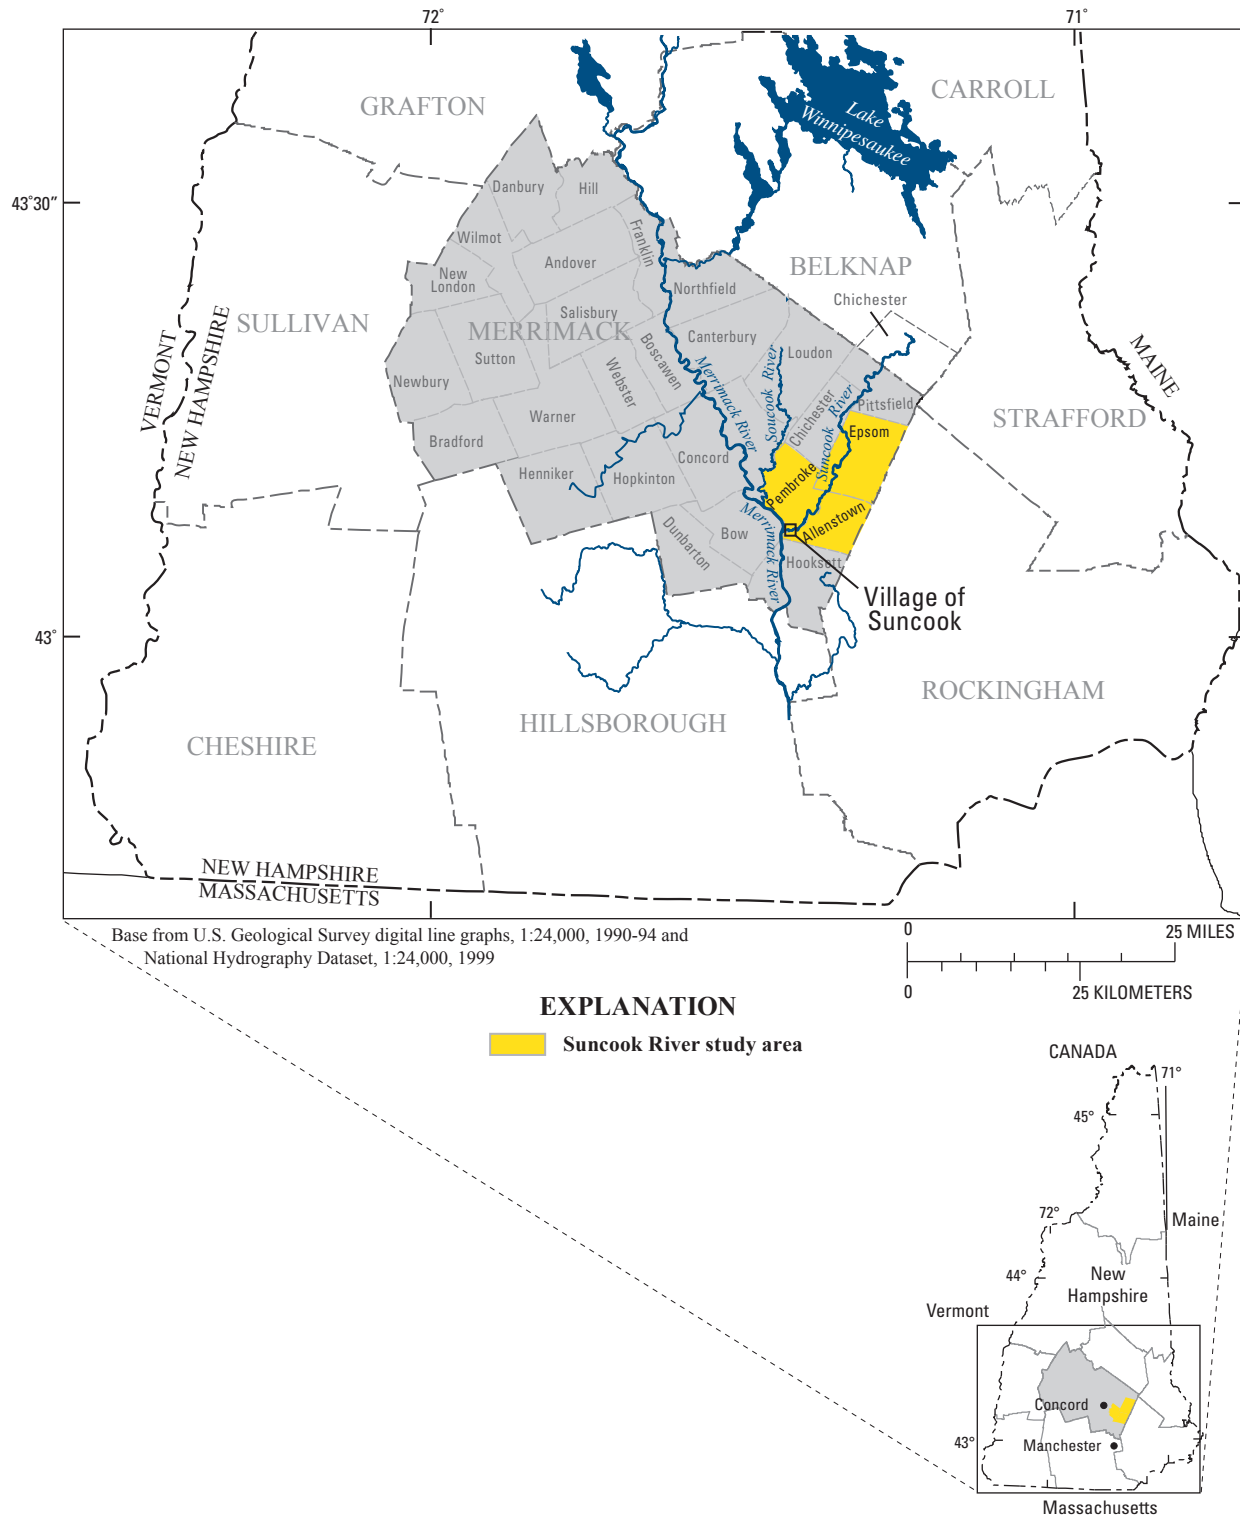 72°
71°
GRAFTON
CARROLL
Lake
Winnipesaukee
43°30"
Danbury
Hill
Wilmot
Franklin
Andover
New
London
BELKNAP
Northfield
Chichester
SULLIVAN
Salisbury
MERRIMACK
Canterbury
Boscawen
Loudon
Sutton
VERMONT
NEW HAMPSHIRE
MAINE
Newbury
Webster
Merrimack River
Soucook River
Chichester
Suncook River
Pittsfield
STRAFFORD
Warner
Epsom
Bradford
Concord
Henniker
Hopkinton
Pembroke
Allenstown
Merrimack River
Dunbarton
Bow
Hooksett
Village of
Suncook
43°
ROCKINGHAM
HILLSBOROUGH
CHESHIRE
NEW HAMPSHIRE
MASSACHUSETTS
Base from U.S. Geological Survey digital line graphs, 1:24,000, 1990-94 and
National Hydrography Dataset, 1:24,000, 1999
0
25 MILES
0
25 KILOMETERS
EXPLANATION
Suncook River study area
CANADA
71°
45°
72°
Maine
44°
New
Hampshire
Vermont
Concord
43°
Manchester
Massachusetts